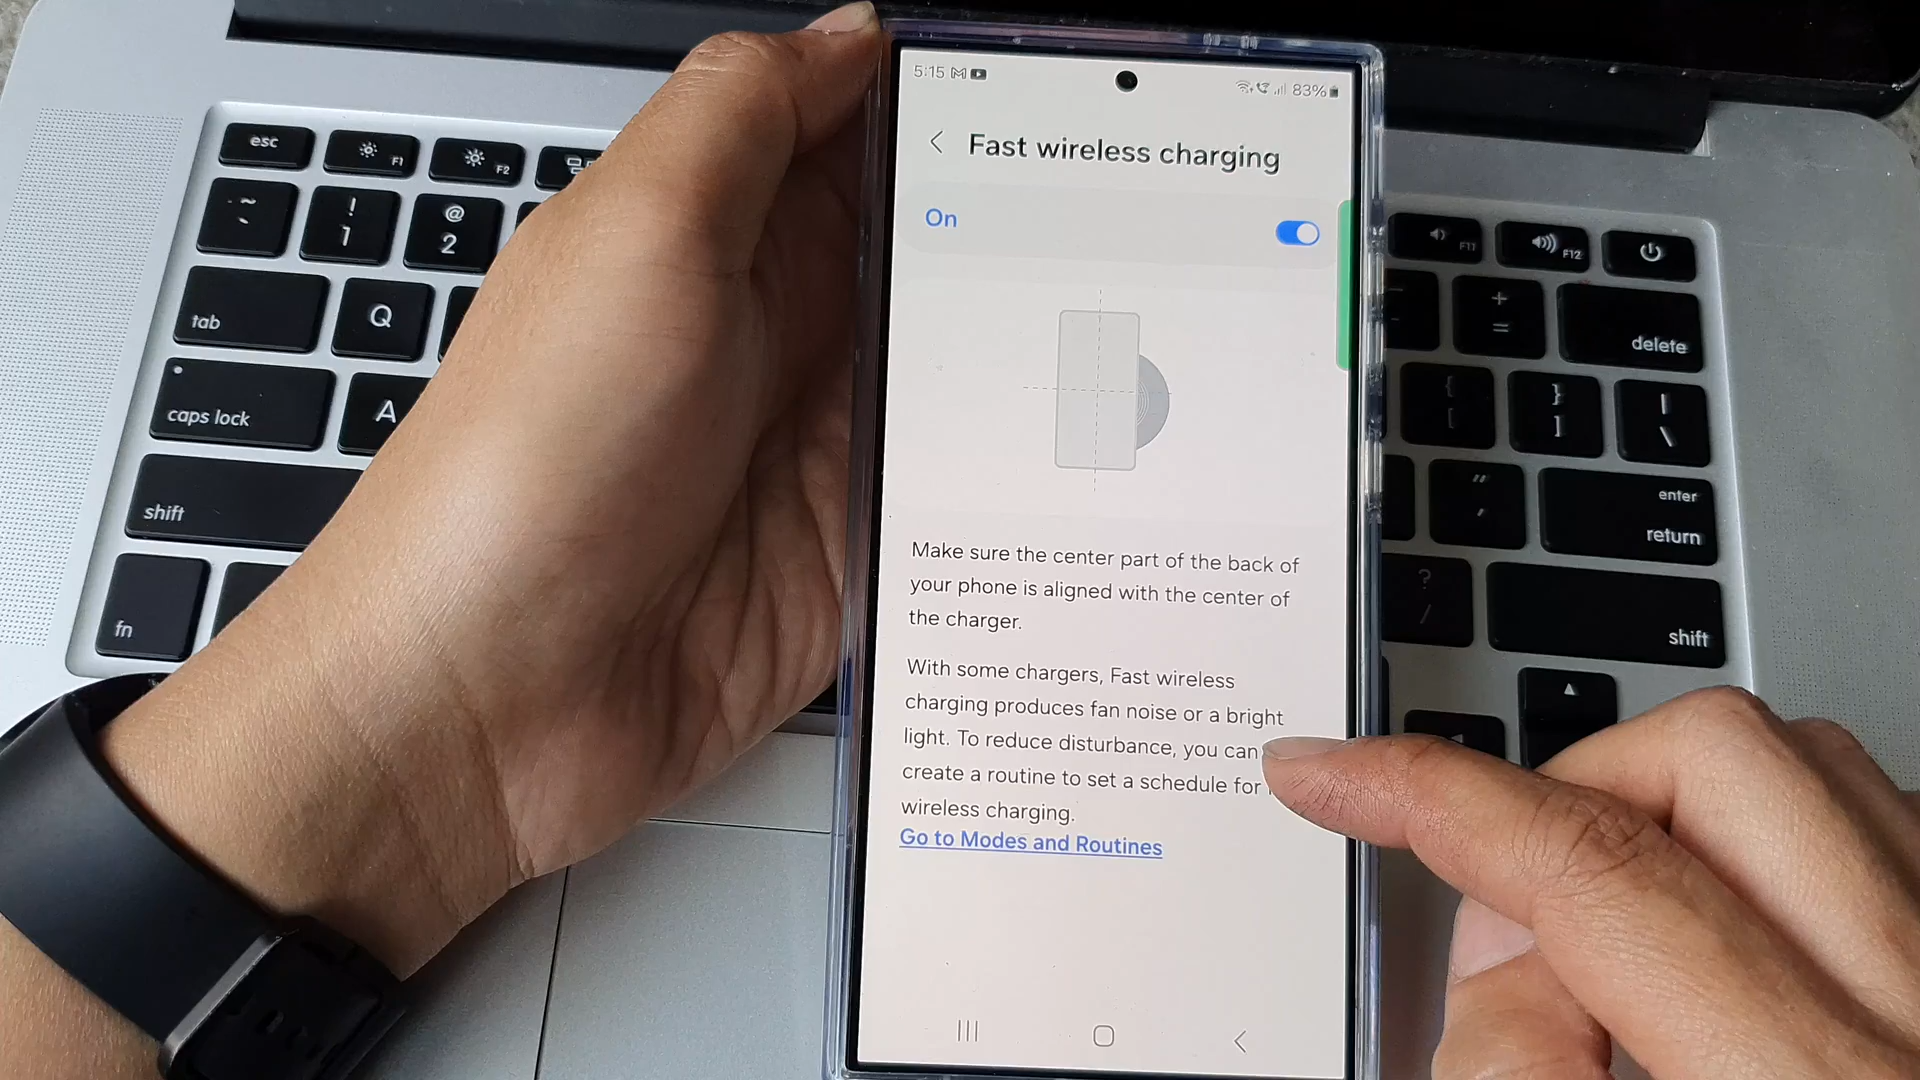 5:15
83%
Fast wireless charging
On
Make sure the center part of the back of
your phone is aligned with the center of
the charger.
With some chargers, Fast wireless
charging produces fan noise or a bright
light. To reduce disturbance, you can
create a routine to set a schedule for
wireless charging.
Go to Modes and Routines
esc
F1
F2
F11
F12
~
`
!
1
@
2
+
=
delete
tab
Q
{
[
}
]
|
\
caps lock
A
"
'
enter
return
shift
?
/
shift
fn